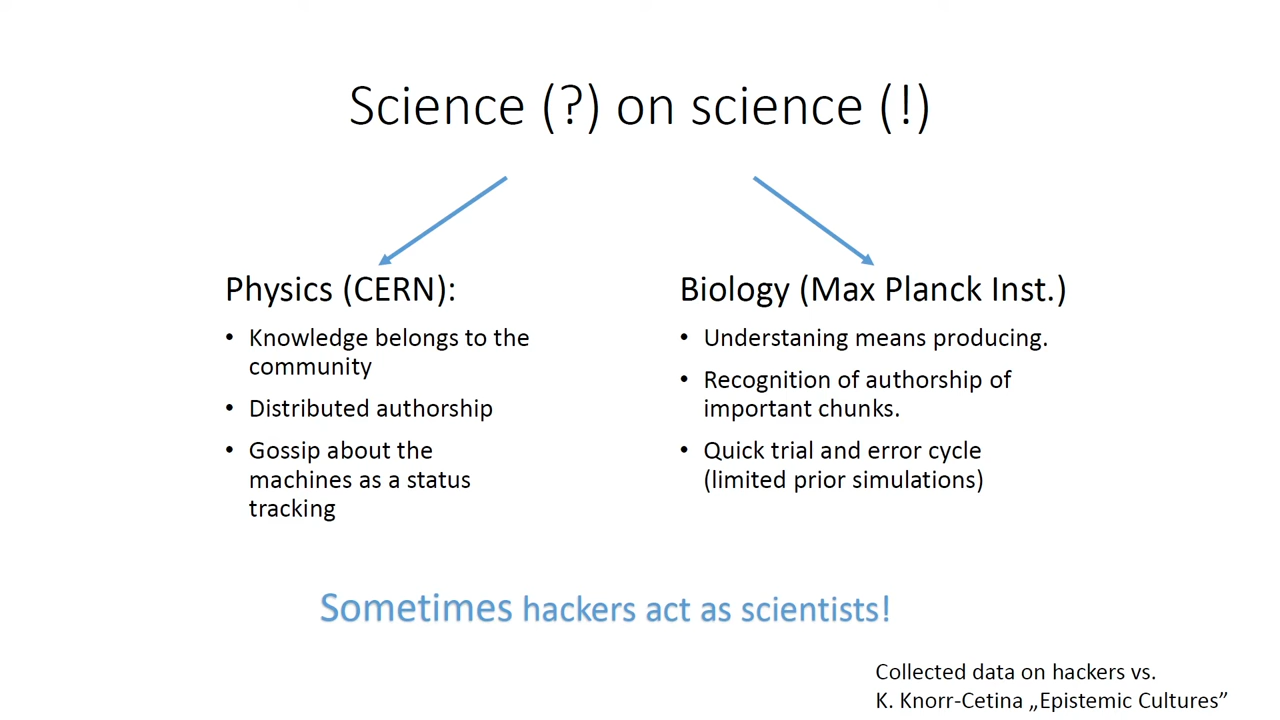 Science (?) on science (!)
Physics (CERN):
• Knowledge belongs to the
community
• Distributed authorship
• Gossip about the
machines as a status
tracking
Biology (Max Planck Inst.)
• Understaning means producing.
• Recognition of authorship of
important chunks.
• Quick trial and error cycle
(limited prior simulations)
Sometimes hackers act as scientists!
Collected data on hackers vs.
K. Knorr-Cetina „Epistemic Cultures”